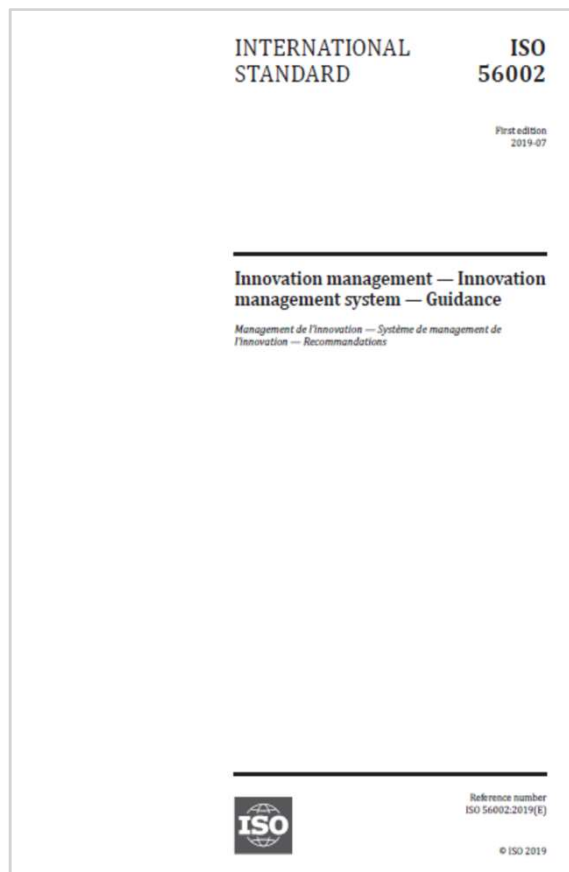 INTERNATIONAL
STANDARD
ISO
56002
First edition
2019-07
Innovation management — Innovation
management system — Guidance
Management de l'innovation — Système de management de
l'innovation — Recommandations
ISO
Reference number
ISO 56002:2019(E)
© ISO 2019